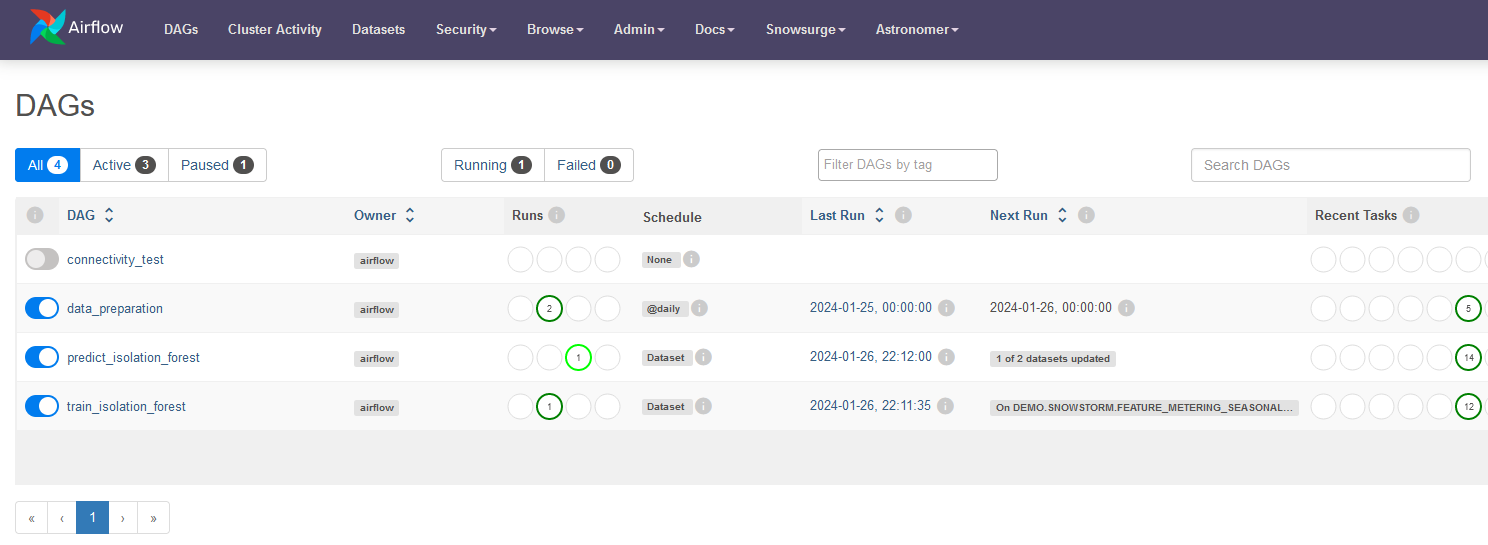 Airflow DAGs Cluster Activity Datasets Security Browse Admin Docs Snowsurge Astronomer
DAGs
All 4 Active 3 Paused 1 Running 1 Failed 0 Filter DAGs by tag Search DAGs
i DAG Owner Runs i Schedule Last Run i Next Run i Recent Tasks i
connectivity_test airflow None i
data_preparation airflow 2 @daily i 2024-01-25, 00:00:00 i 2024-01-26, 00:00:00 i 5
predict_isolation_forest airflow 1 Dataset i 2024-01-26, 22:12:00 i 1 of 2 datasets updated 14
train_isolation_forest airflow 1 Dataset i 2024-01-26, 22:11:35 i On DEMO.SNOWSTORM.FEATURE_METERING_SEASONAL... 12
« ‹ 1 › »